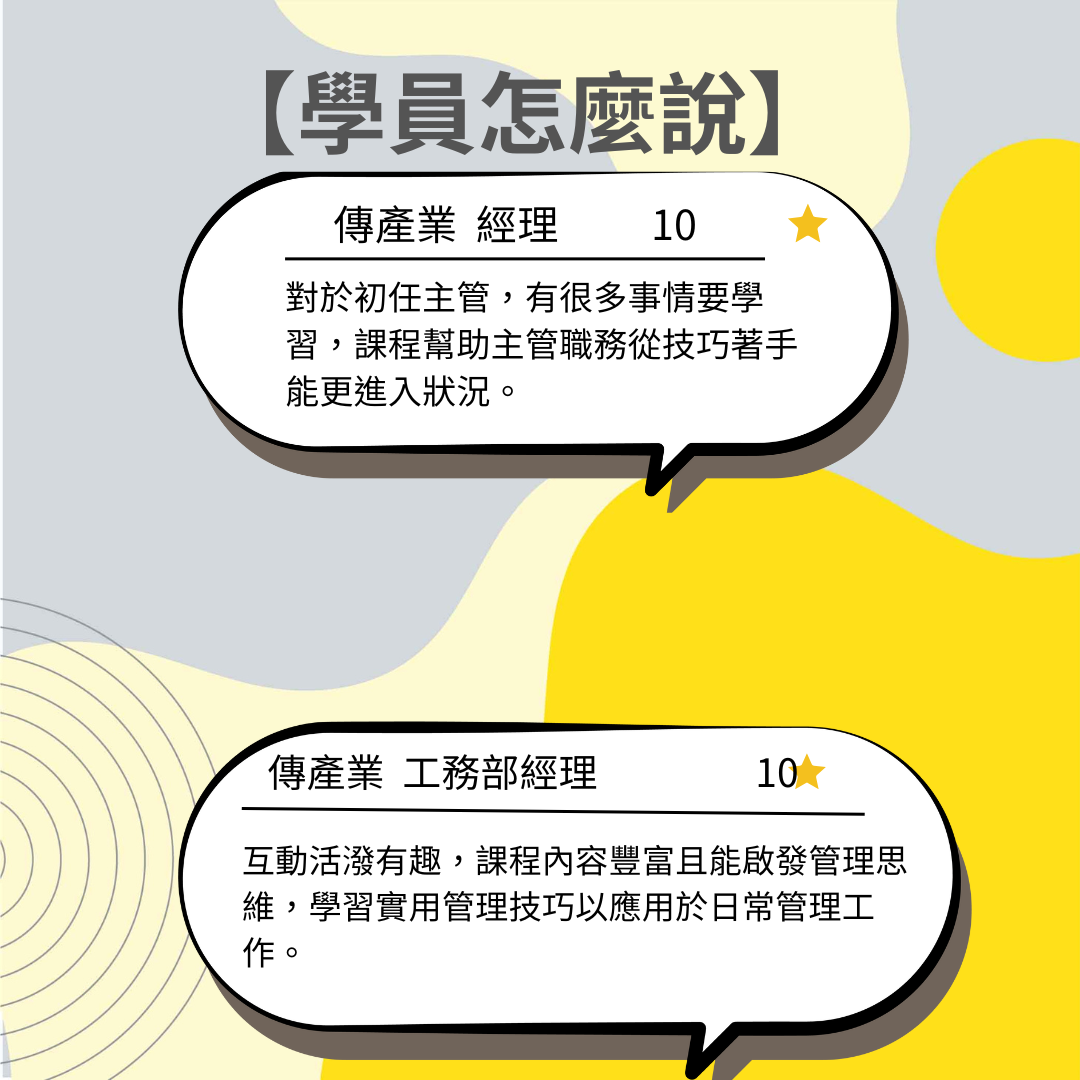 【學員怎麼說】
傳產業 經理 10
對於初任主管，有很多事情要學
習，課程幫助主管職務從技巧著手
能更進入狀況。
傳產業 工務部經理 10
互動活潑有趣，課程內容豐富且能啟發管理思
維，學習實用管理技巧以應用於日常管理工
作。